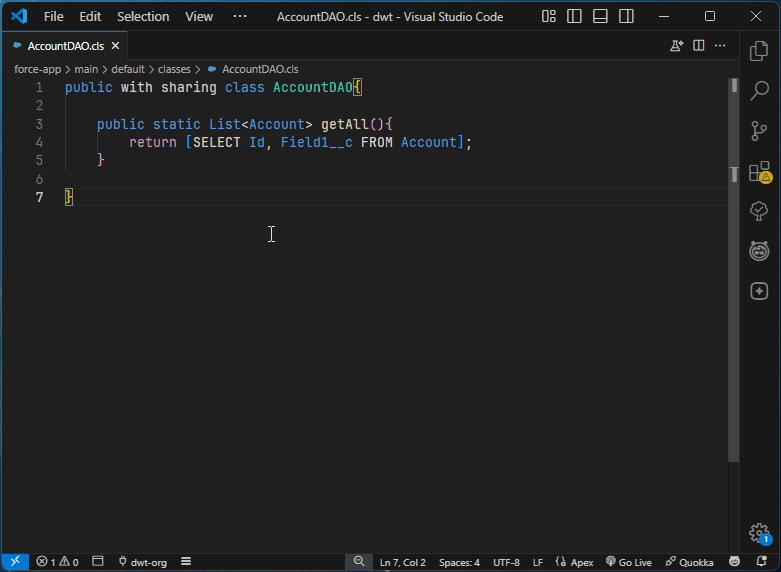 File Edit Selection View ··· AccountDAO.cls - dwt - Visual Studio Code
AccountDAO.cls
force-app > main > default > classes > AccountDAO.cls
1 public with sharing class AccountDAO{
2
3 public static List<Account> getAll(){
4 return [SELECT Id, Field1__c FROM Account];
5 }
6
7 }
1
1 0 dwt-org Ln 7, Col 2 Spaces: 4 UTF-8 LF Apex Go Live Quokka